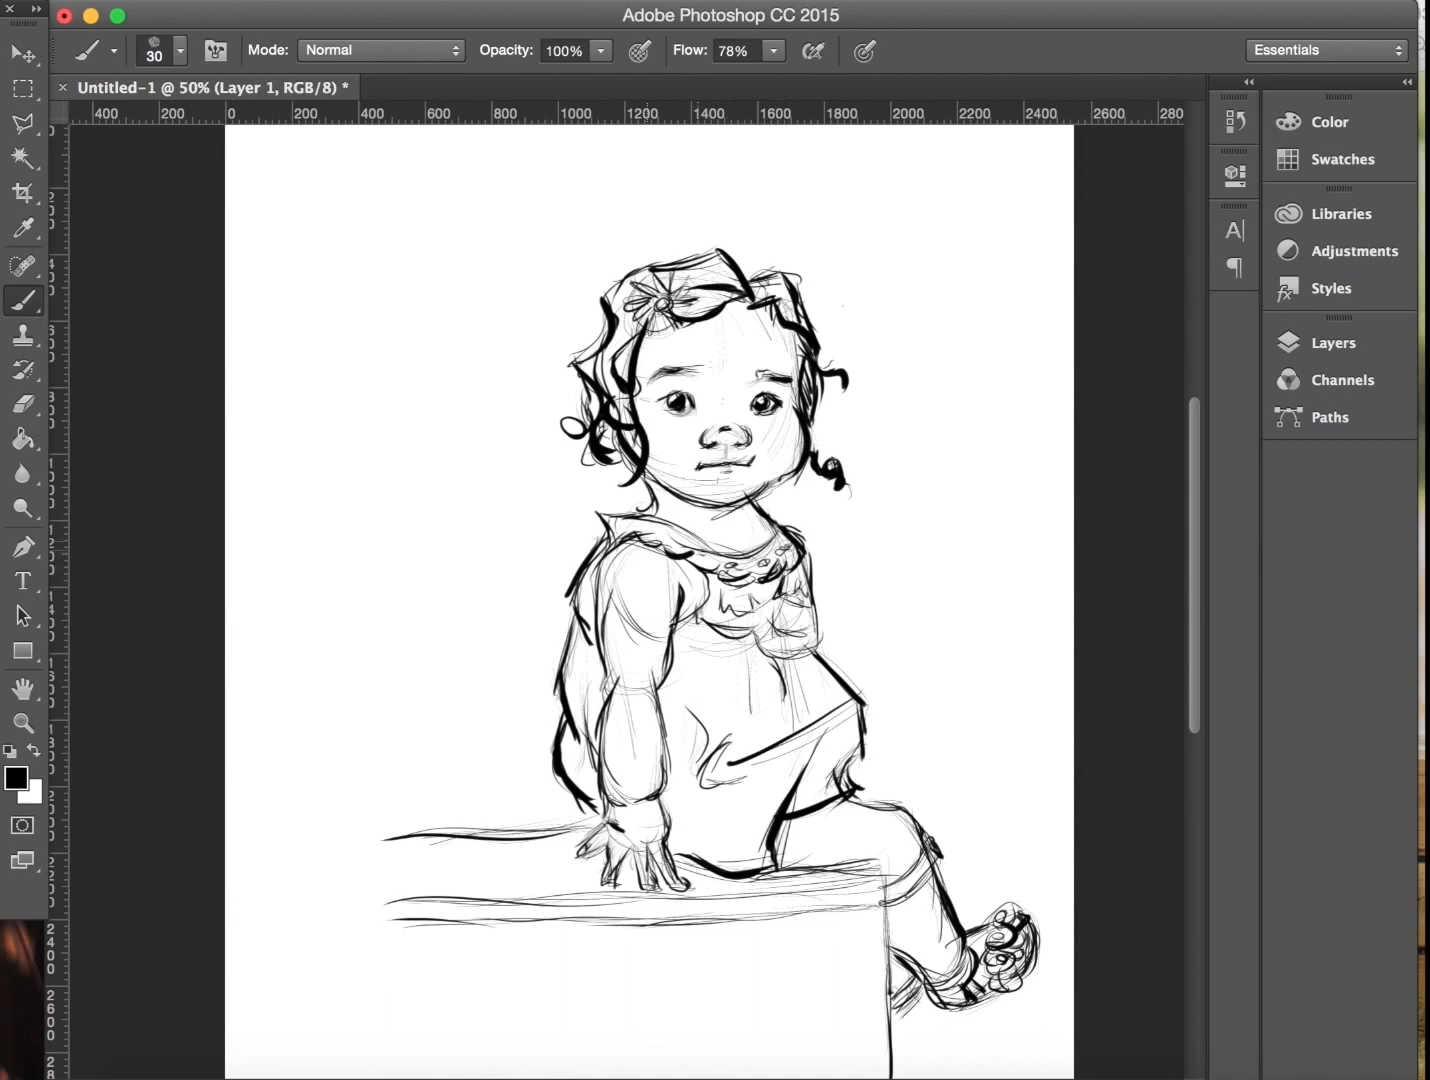 Adobe Photoshop CC 2015
30 Mode: Normal Opacity: 100% Flow: 78% Essentials
Untitled-1 @ 50% (Layer 1, RGB/8) *
400 200 0 200 400 600 800 1000 1200 1400 1600 1800 2000 2200 2400 2600 280
Color
Swatches
Libraries
Adjustments
Styles
Layers
Channels
Paths